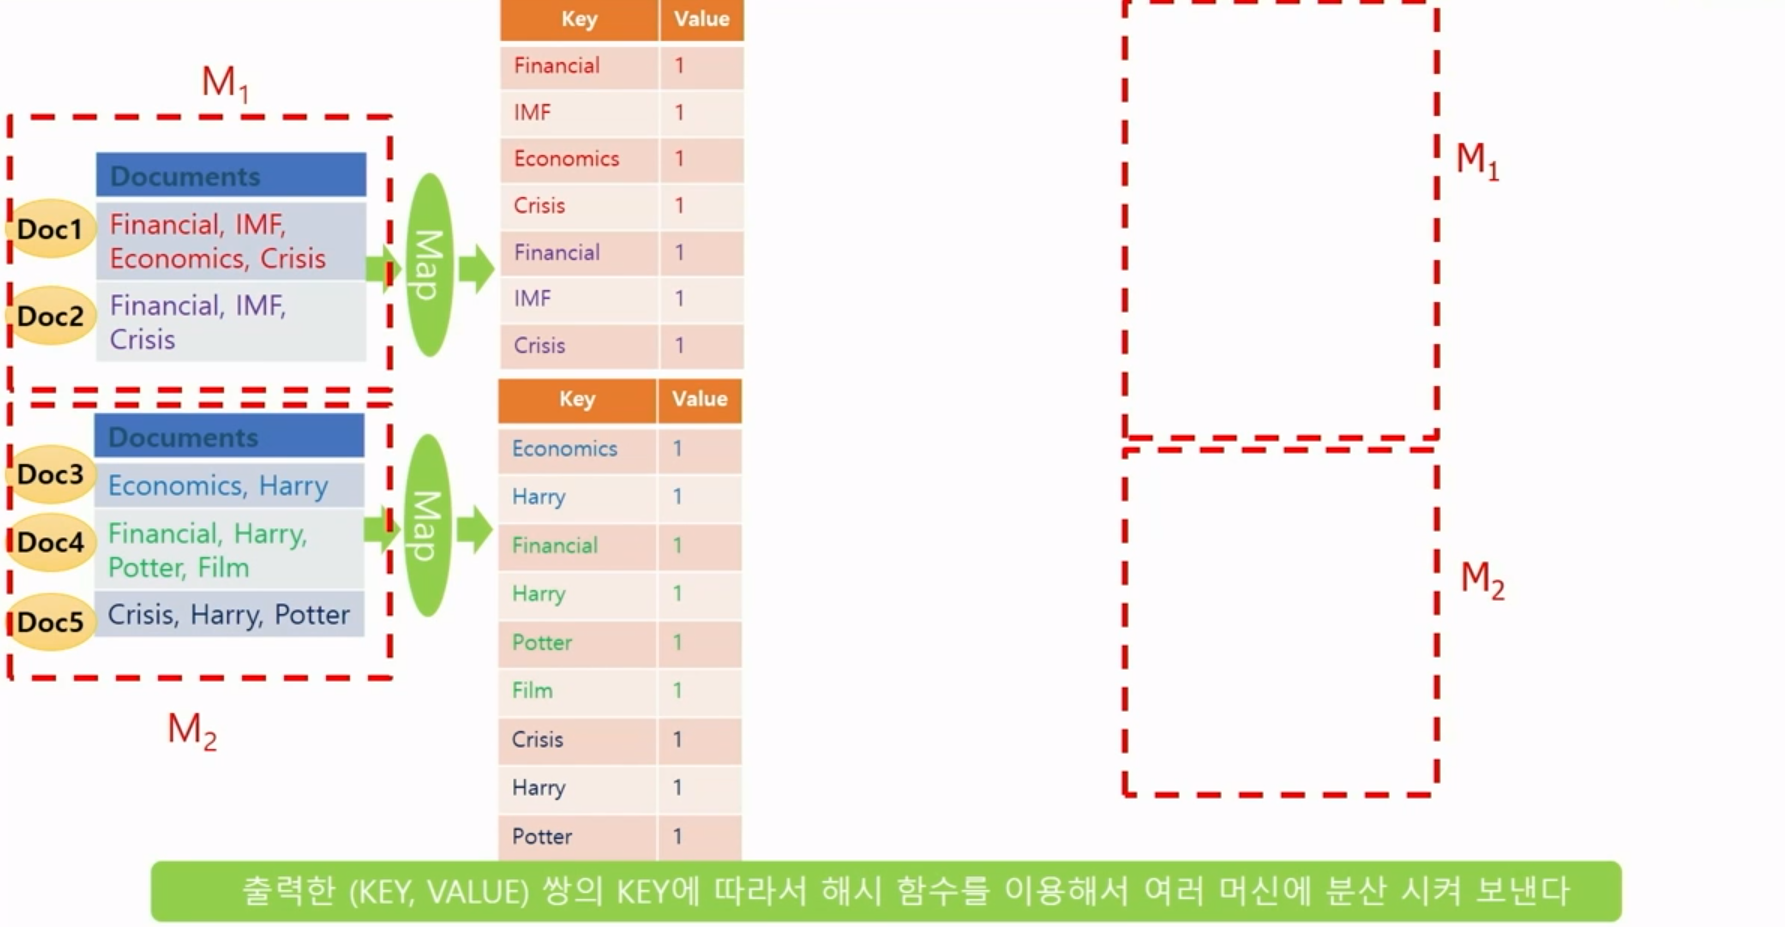 M1
Documents
Doc1
Financial, IMF,
Economics, Crisis
Doc2
Financial, IMF,
Crisis
Map
Documents
Doc3
Economics, Harry
Doc4
Financial, Harry,
Potter, Film
Doc5
Crisis, Harry, Potter
Map
M2
Key Value
Financial 1
IMF 1
Economics 1
Crisis 1
Financial 1
IMF 1
Crisis 1
Key Value
Economics 1
Harry 1
Financial 1
Harry 1
Potter 1
Film 1
Crisis 1
Harry 1
Potter 1
M1
M2
출력한 (KEY, VALUE) 쌍의 KEY에 따라서 해시 함수를 이용해서 여러 머신에 분산 시켜 보낸다